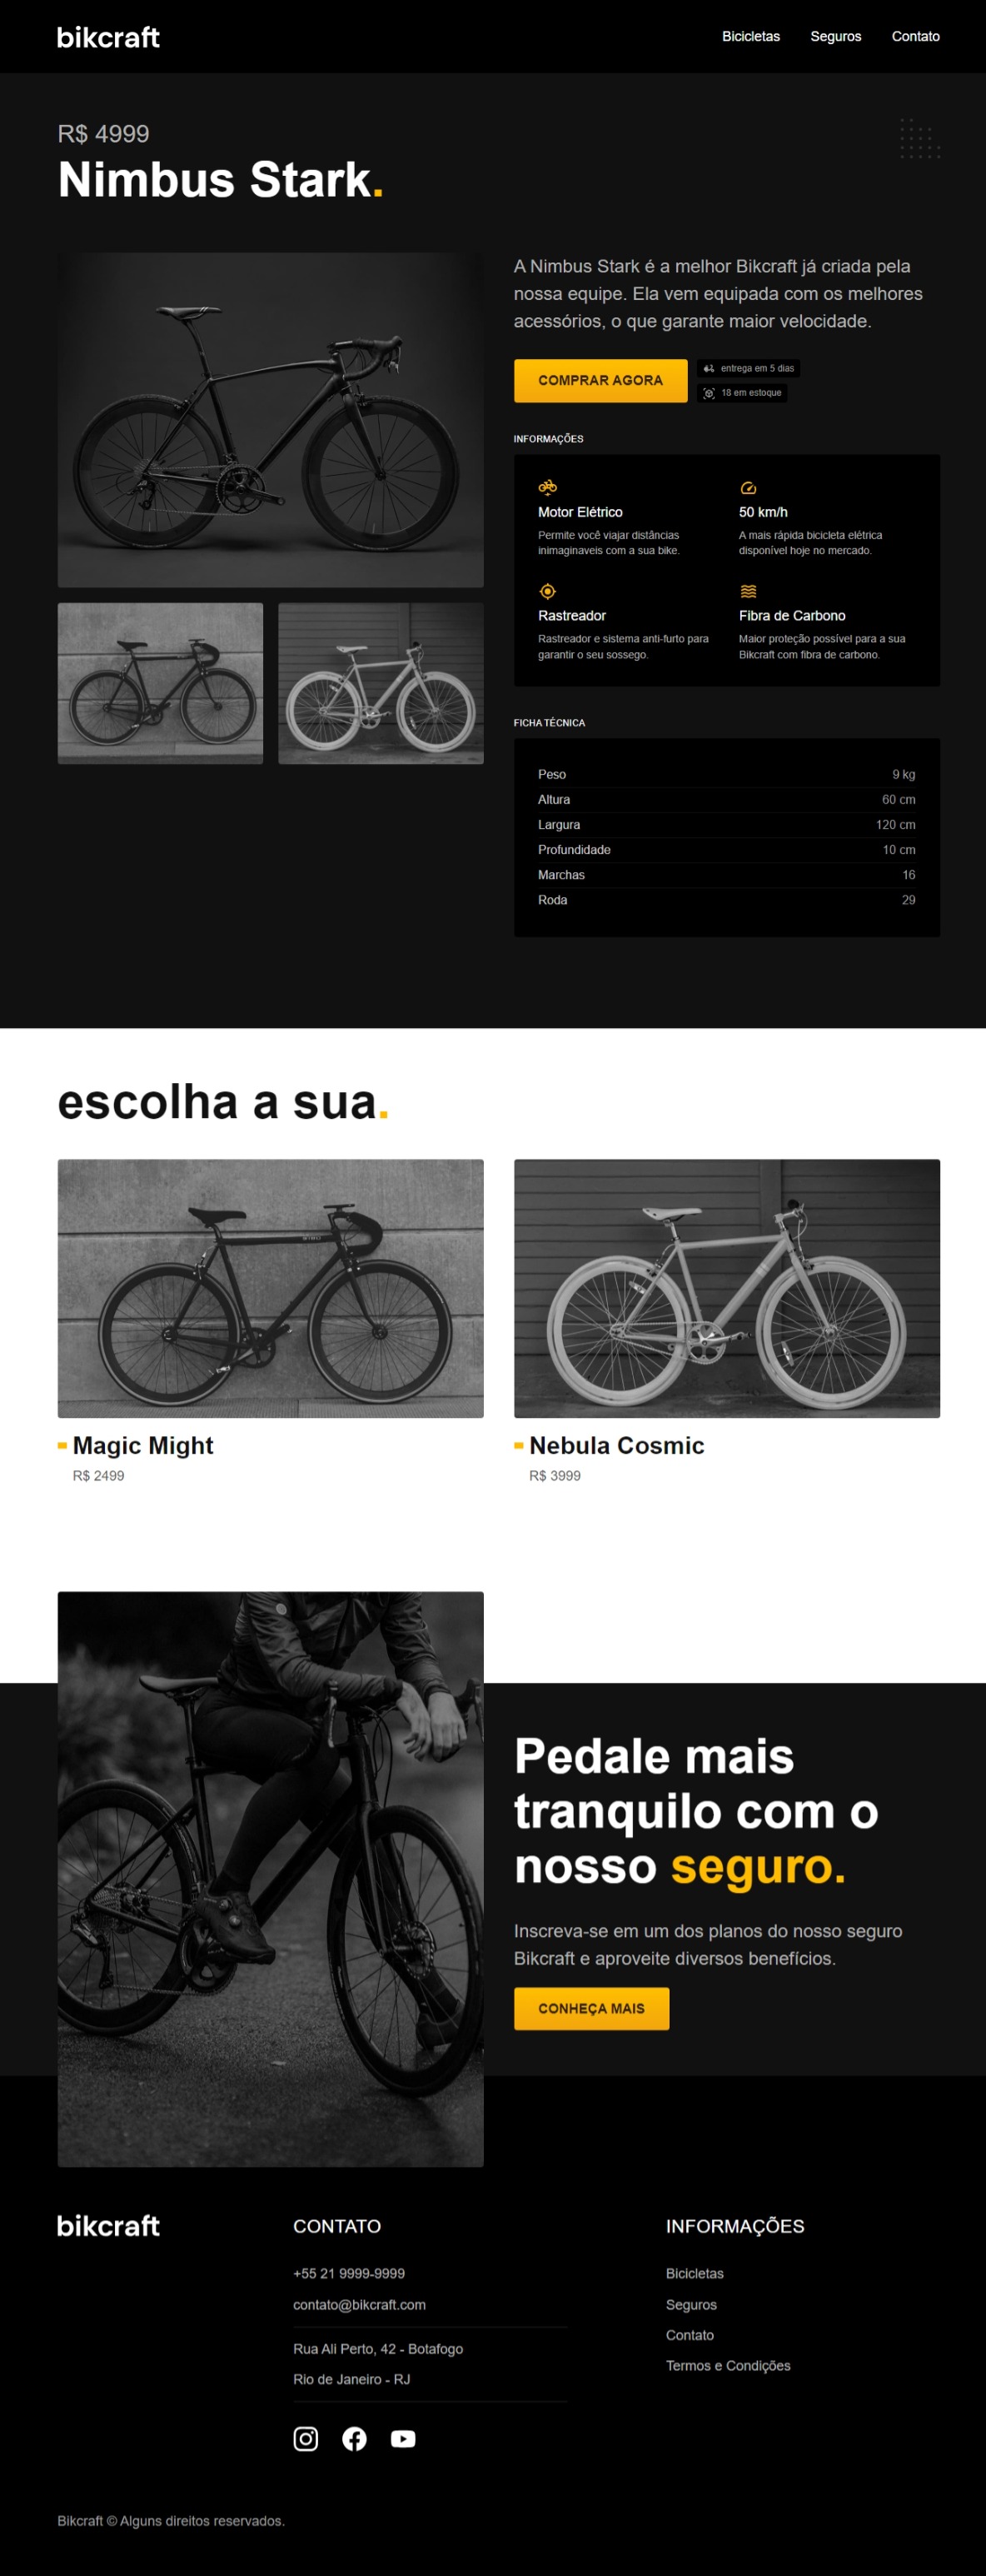 bikcraft
Bicicletas
Seguros
Contato
R$ 4999
Nimbus Stark.
A Nimbus Stark é a melhor Bikcraft já criada pela
nossa equipe. Ela vem equipada com os melhores
acessórios, o que garante maior velocidade.
COMPRAR AGORA
entrega em 5 dias
18 em estoque
INFORMAÇÕES
Motor Elétrico
Permite você viajar distâncias
inimaginaveis com a sua bike.
50 km/h
A mais rápida bicicleta elétrica
disponível hoje no mercado.
Rastreador
Rastreador e sistema anti-furto para
garantir o seu sossego.
Fibra de Carbono
Maior proteção possível para a sua
Bikcraft com fibra de carbono.
FICHA TÉCNICA
Peso 9 kg
Altura 60 cm
Largura 120 cm
Profundidade 10 cm
Marchas 16
Roda 29
escolha a sua.
Magic Might
R$ 2499
Nebula Cosmic
R$ 3999
Pedale mais
tranquilo com o
nosso seguro.
Inscreva-se em um dos planos do nosso seguro
Bikcraft e aproveite diversos benefícios.
CONHEÇA MAIS
bikcraft
CONTATO
+55 21 9999-9999
contato@bikcraft.com
Rua Ali Perto, 42 - Botafogo
Rio de Janeiro - RJ
INFORMAÇÕES
Bicicletas
Seguros
Contato
Termos e Condições
Bikcraft © Alguns direitos reservados.